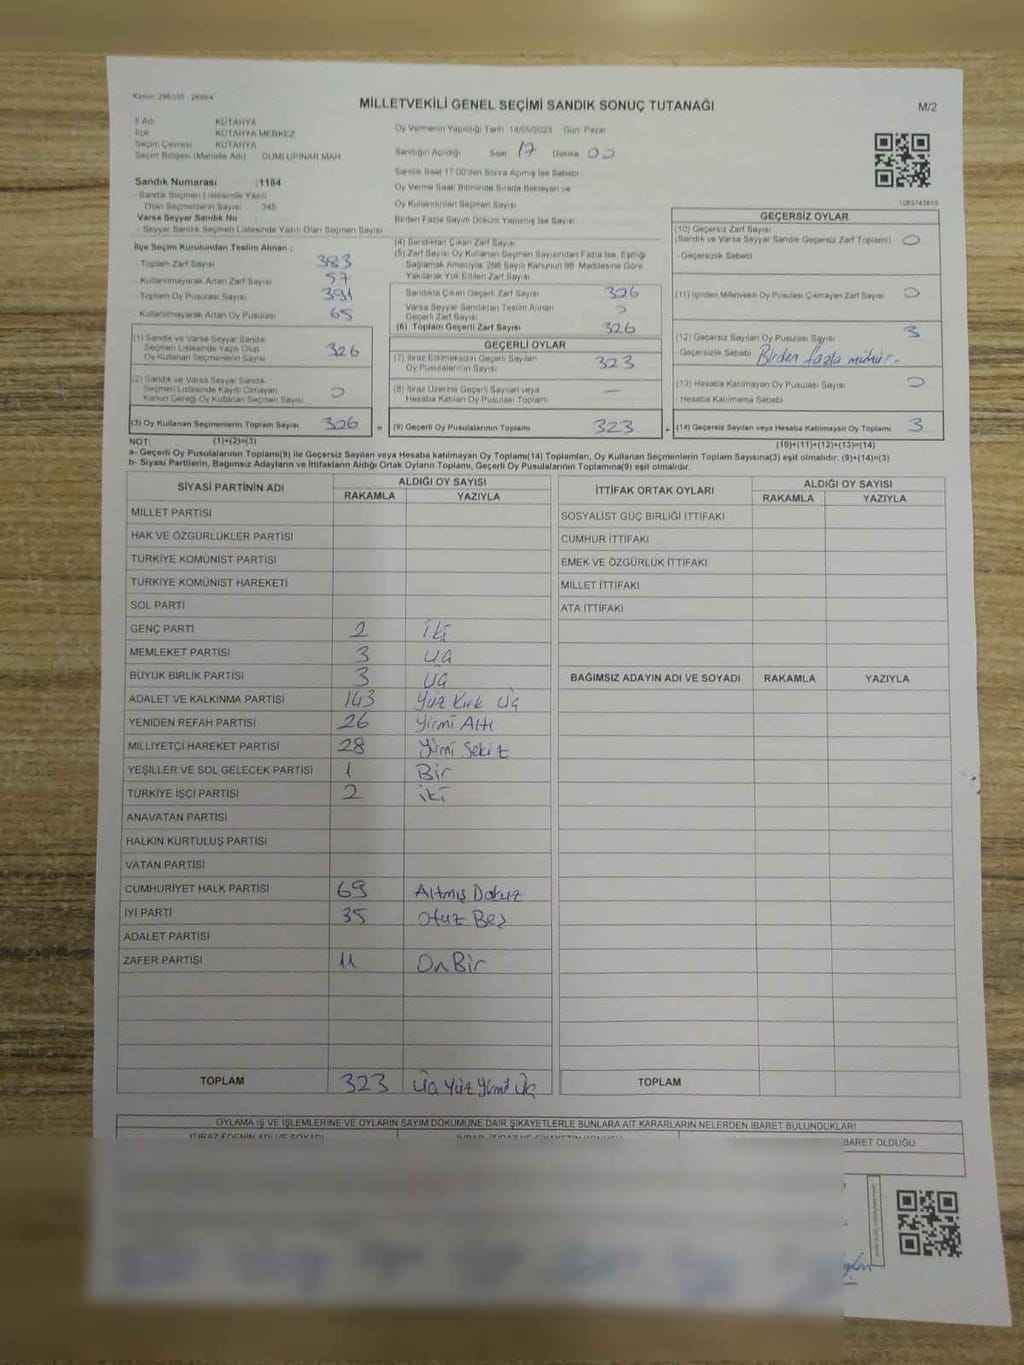 Kanun: 298/105 - 2839/4
MİLLETVEKİLİ GENEL SEÇİMİ SANDIK SONUÇ TUTANAĞI
M/2
İl Adı KÜTAHYA
İlçe KÜTAHYA MERKEZ
Seçim Çevresi KÜTAHYA
Seçim Bölgesi (Mahalle Adı) DUMLUPINAR MAH
Oy Vermenin Yapıldığı Tarih 14/05/2023 Gün Pazar
Sandığın Açıldığı Saat 17 Dakika 00
Sandık Saat 17.00'den Sonra Açılmış İse Sebebi
Oy Verme Saati Bitiminde Sırada Bekleyen ve
Oy Kullandırılan Seçmen Sayısı
Birden Fazla Sayım Döküm Yapılmış İse Sayısı
Sandık Numarası : 1164
- Sandık Seçmen Listesinde Yazılı
Olan Seçmenlerin Sayısı 345
Varsa Seyyar Sandık No :
- Seyyar Sandık Seçmen Listesinde Yazılı Olan Seçmen Sayısı
İlçe Seçim Kurulundan Teslim Alınan ;
- Toplam Zarf Sayısı 383
- Kullanılmayarak Artan Zarf Sayısı 57
- Toplam Oy Pusulası Sayısı 391
- Kullanılmayarak Artan Oy Pusulası 65
(1) Sandık ve Varsa Seyyar Sandık
Seçmen Listesinde Yazılı Olup
Oy Kullanan Seçmenlerin Sayısı 326
(2) Sandık ve Varsa Seyyar Sandık
Seçmen Listesinde Kayıtlı Olmayan
Kanun Gereği Oy Kullanan Seçmen Sayısı 0
(3) Oy Kullanan Seçmenlerin Toplam Sayısı 326 =
(4) Sandıktan Çıkan Zarf Sayısı
(5) Zarf Sayısı Oy Kullanan Seçmen Sayısından Fazla İse, Eşitliği
Sağlamak Amacıyla, 298 Sayılı Kanunun 98. Maddesine Göre
Yakılarak Yok Edilen Zarf Sayısı
Sandıkta Çıkan Geçerli Zarf Sayısı 326
Varsa Seyyar Sandıktan Teslim Alınan
Geçerli Zarf Sayısı 0
(6) Toplam Geçerli Zarf Sayısı 326
GEÇERLİ OYLAR
(7) İtiraz Edilmeksizin Geçerli Sayılan
Oy Pusulalarının Sayısı 323
(8) İtiraz Üzerine Geçerli Sayılan veya
Hesaba Katılan Oy Pusulası Toplamı —
(9) Geçerli Oy Pusulalarının Toplamı 323 +
1083743815
GEÇERSİZ OYLAR
(10) Geçersiz Zarf Sayısı
(Sandık ve Varsa Seyyar Sandık Geçersiz Zarf Toplamı) 0
- Geçersizlik Sebebi
(11) İçinden Milletvekili Oy Pusulası Çıkmayan Zarf Sayısı 0
(12) Geçersiz Sayılan Oy Pusulası Sayısı 3
- Geçersizlik Sebebi Birden fazla mühür.
(13) Hesaba Katılmayan Oy Pusulası Sayısı 0
- Hesaba Katılmama Sebebi
(14) Geçersiz Sayılan veya Hesaba Katılmayan Oy Toplamı 3
NOT: (1)+(2)=(3) (10)+(11)+(12)+(13)=(14)
a- Geçerli Oy Pusulalarının Toplamı(9) ile Geçersiz Sayılan veya Hesaba katılmayan Oy Toplamı(14) Toplamları, Oy Kullanan Seçmenlerin Toplam Sayısına(3) eşit olmalıdır. (9)+(14)=(3)
b- Siyasi Partilerin, Bağımsız Adayların ve İttifakların Aldığı Ortak Oyların Toplamı, Geçerli Oy Pusulalarının Toplamına(9) eşit olmalıdır.
SİYASİ PARTİNİN ADI ALDIĞI OY SAYISI
RAKAMLA YAZIYLA
MİLLET PARTİSİ
HAK VE ÖZGÜRLÜKLER PARTİSİ
TÜRKİYE KOMÜNİST PARTİSİ
TÜRKİYE KOMÜNİST HAREKETİ
SOL PARTİ
GENÇ PARTİ 2 iki
MEMLEKET PARTİSİ 3 üç
BÜYÜK BİRLİK PARTİSİ 3 üç
ADALET VE KALKINMA PARTİSİ 143 Yüz Kırk Üç
YENİDEN REFAH PARTİSİ 26 Yirmi Altı
MİLLİYETÇİ HAREKET PARTİSİ 28 Yirmi Sekiz
YEŞİLLER VE SOL GELECEK PARTİSİ 1 Bir
TÜRKİYE İŞÇİ PARTİSİ 2 iki
ANAVATAN PARTİSİ
HALKIN KURTULUŞ PARTİSİ
VATAN PARTİSİ
CUMHURİYET HALK PARTİSİ 69 Altmış Dokuz
İYİ PARTİ 35 Otuz Beş
ADALET PARTİSİ
ZAFER PARTİSİ 11 On Bir
TOPLAM 323 Üç Yüz Yirmi Üç
İTTİFAK ORTAK OYLARI ALDIĞI OY SAYISI
RAKAMLA YAZIYLA
SOSYALİST GÜÇ BİRLİĞİ İTTİFAKI
CUMHUR İTTİFAKI
EMEK VE ÖZGÜRLÜK İTTİFAKI
MİLLET İTTİFAKI
ATA İTTİFAKI
BAĞIMSIZ ADAYIN ADI VE SOYADI RAKAMLA YAZIYLA
TOPLAM
OYLAMA İŞ VE İŞLEMLERİNE VE OYLARIN SAYIM DÖKÜMÜNE DAİR ŞİKAYETLERLE BUNLARA AİT KARARLARIN NELERDEN İBARET BULUNDUKLARI
İTİRAZ EDENİN ADI VE SOYADI
BARET OLDUĞU